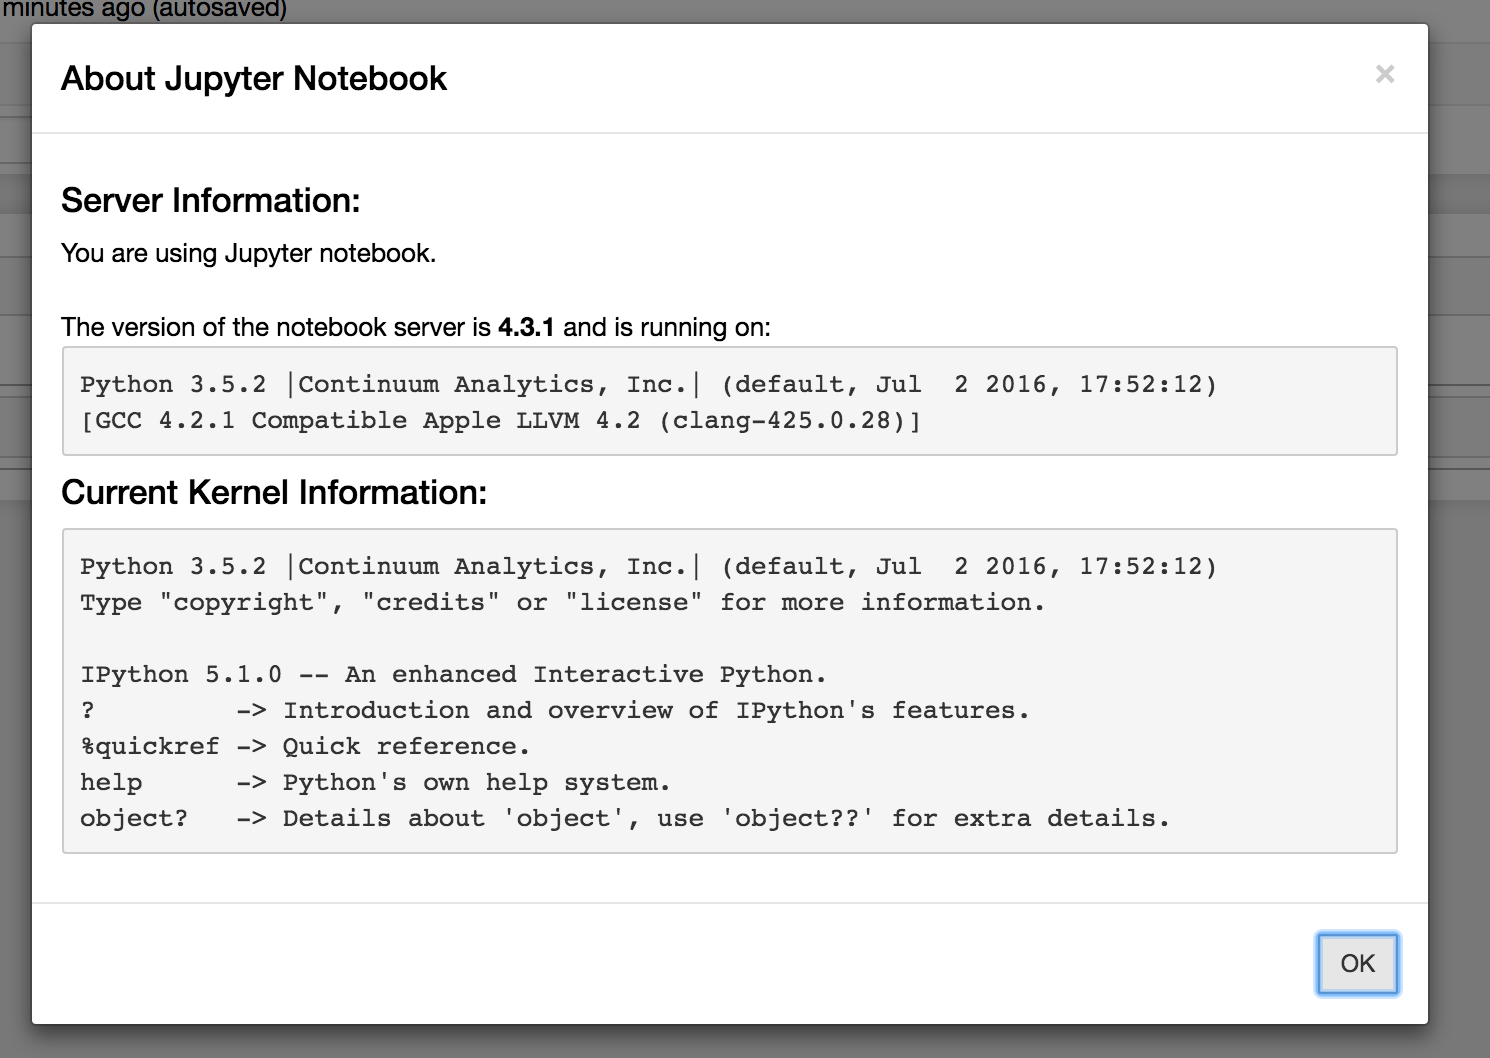 minutes ago (autosaved)
About Jupyter Notebook
×
Server Information:
You are using Jupyter notebook.
The version of the notebook server is 4.3.1 and is running on:
Python 3.5.2 |Continuum Analytics, Inc.| (default, Jul  2 2016, 17:52:12)
[GCC 4.2.1 Compatible Apple LLVM 4.2 (clang-425.0.28)]
Current Kernel Information:
Python 3.5.2 |Continuum Analytics, Inc.| (default, Jul  2 2016, 17:52:12)
Type "copyright", "credits" or "license" for more information.
IPython 5.1.0 -- An enhanced Interactive Python.
?         -> Introduction and overview of IPython's features.
%quickref -> Quick reference.
help      -> Python's own help system.
object?   -> Details about 'object', use 'object??' for extra details.
OK